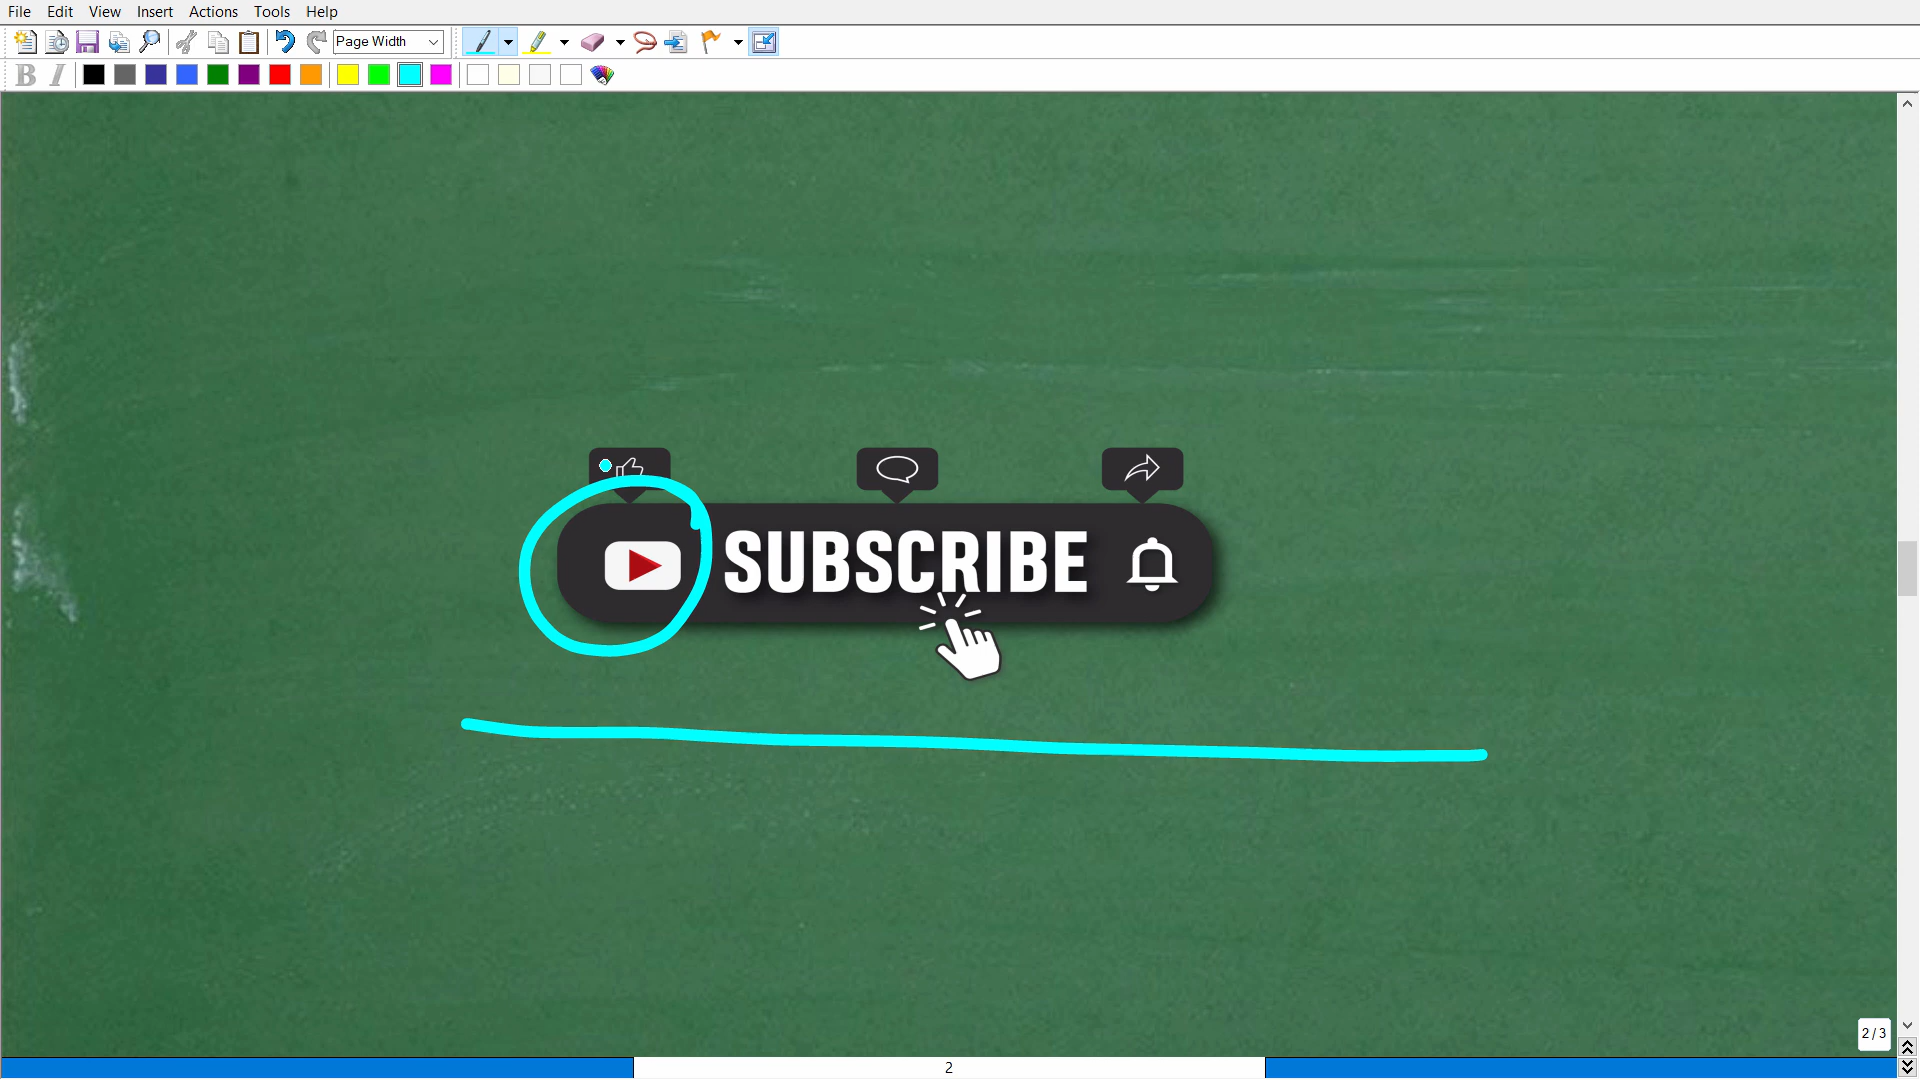 File Edit View Insert Actions Tools Help
Page Width
B I
SUBSCRIBE
2 / 3
2